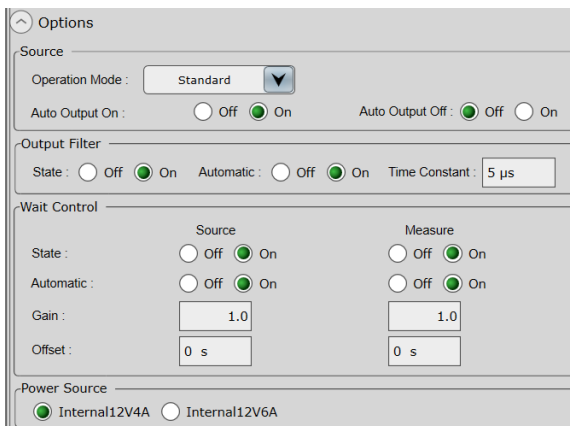 Options
Source
Operation Mode : Standard
Auto Output On : Off On Auto Output Off : Off On
Output Filter
State : Off On Automatic : Off On Time Constant : 5 µs
Wait Control
Source Measure
State : Off On Off On
Automatic : Off On Off On
Gain : 1.0 1.0
Offset : 0 s 0 s
Power Source
Internal12V4A Internal12V6A